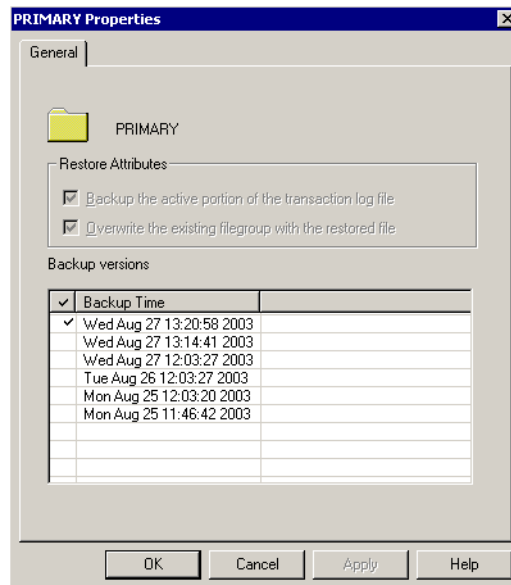 PRIMARY Properties
General
PRIMARY
Restore Attributes
Backup the active portion of the transaction log file
Overwrite the existing filegroup with the restored file
Backup versions
Backup Time
Wed Aug 27 13:20:58 2003
Wed Aug 27 13:14:41 2003
Wed Aug 27 12:03:27 2003
Tue Aug 26 12:03:27 2003
Mon Aug 25 12:03:20 2003
Mon Aug 25 11:46:42 2003
OK Cancel Apply Help